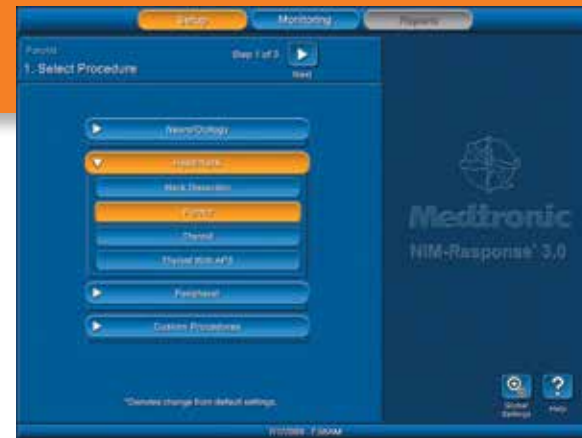 Setup
Monitoring
Reports
Parotid
Step 1 of 3
1. Select Procedure
Next
Neuro/Otology
Head/Neck
Neck Dissection
Parotid
Thyroid
Thyroid With APS
Peripheral
Custom Procedures
*Denotes change from default settings.
Medtronic
NIM-Response® 3.0
Global
Settings
Help